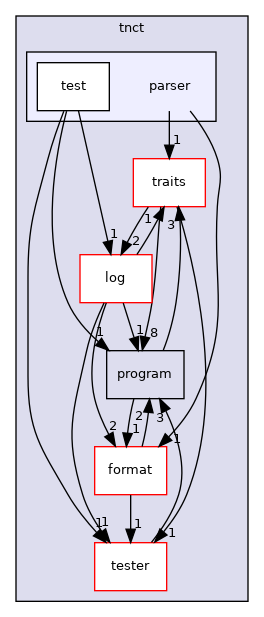 tnct
test parser
1
traits
1 3
1 2
log
1 1 8
program
2 2 1 3 1
format
1 1 1 1
tester